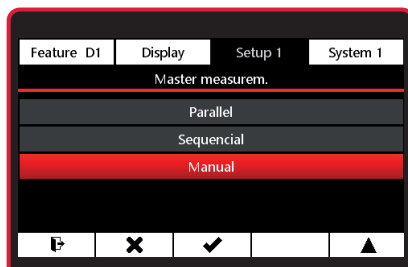 Feature D1 Display Setup 1 System 1
Master measurem.
Parallel
Sequencial
Manual